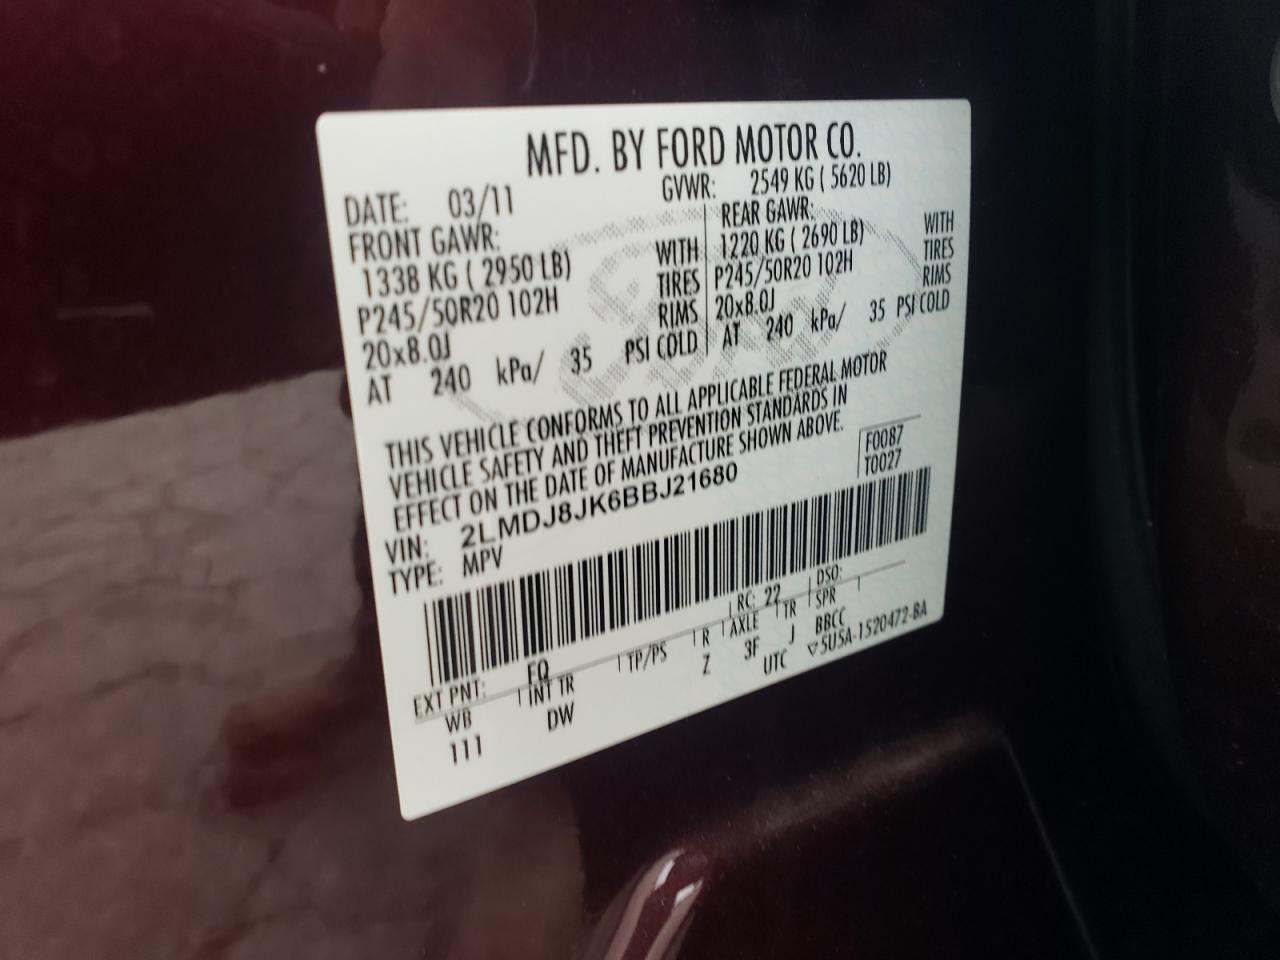 MFD. BY FORD MOTOR CO.
DATE: 03/11 GVWR: 2549 KG ( 5620 LB)
FRONT GAWR: REAR GAWR:
1338 KG ( 2950 LB) WITH 1220 KG ( 2690 LB) WITH
P245/50R20 102H TIRES P245/50R20 102H TIRES
20x8.0J RIMS 20x8.0J RIMS
AT 240 kPa/ 35 PSI COLD AT 240 kPa/ 35 PSI COLD
THIS VEHICLE CONFORMS TO ALL APPLICABLE FEDERAL MOTOR
VEHICLE SAFETY AND THEFT PREVENTION STANDARDS IN
EFFECT ON THE DATE OF MANUFACTURE SHOWN ABOVE.
F0087
T0027
VIN: 2LMDJ8JK6BBJ21680
TYPE: MPV
EXT PNT: FQ RC: 22 DSO:
WB INT TR TP/PS R AXLE TR SPR
111 DW Z 3F J BBCC
UTC ▽5U5A-1520472-BA